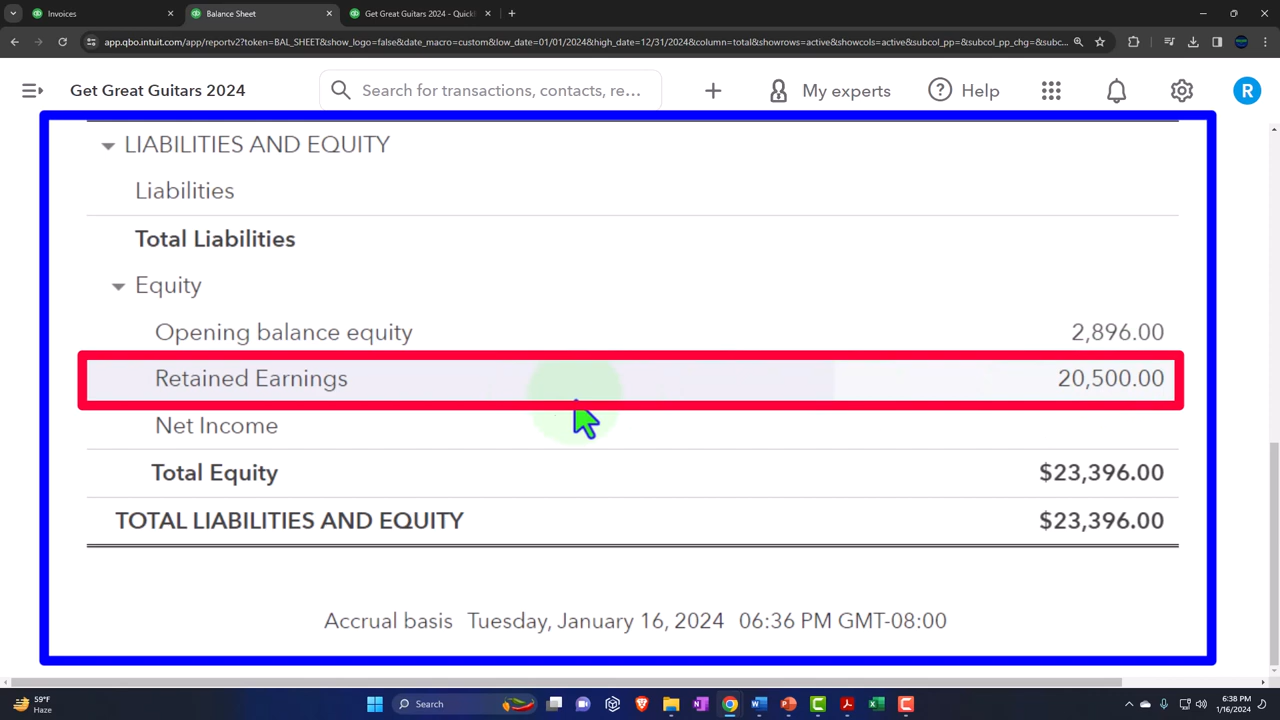 Invoices
Balance Sheet
Get Great Guitars 2024 - Quickb
app.qbo.intuit.com/app/reportv2?token=BAL_SHEET&show_logo=false&date_macro=custom&low_date=01/01/2024&high_date=12/31/2024&column=total&showrows=active&showcols=active&subcol_pp=&subcol_pp_chg=&subc...
Get Great Guitars 2024
Search for transactions, contacts, re...
My experts
Help
R
LIABILITIES AND EQUITY
Liabilities
Total Liabilities
Equity
Opening balance equity 2,896.00
Retained Earnings 20,500.00
Net Income
Total Equity $23,396.00
TOTAL LIABILITIES AND EQUITY $23,396.00
Accrual basis Tuesday, January 16, 2024 06:36 PM GMT-08:00
59°F
Haze
Search
6:38 PM
1/16/2024